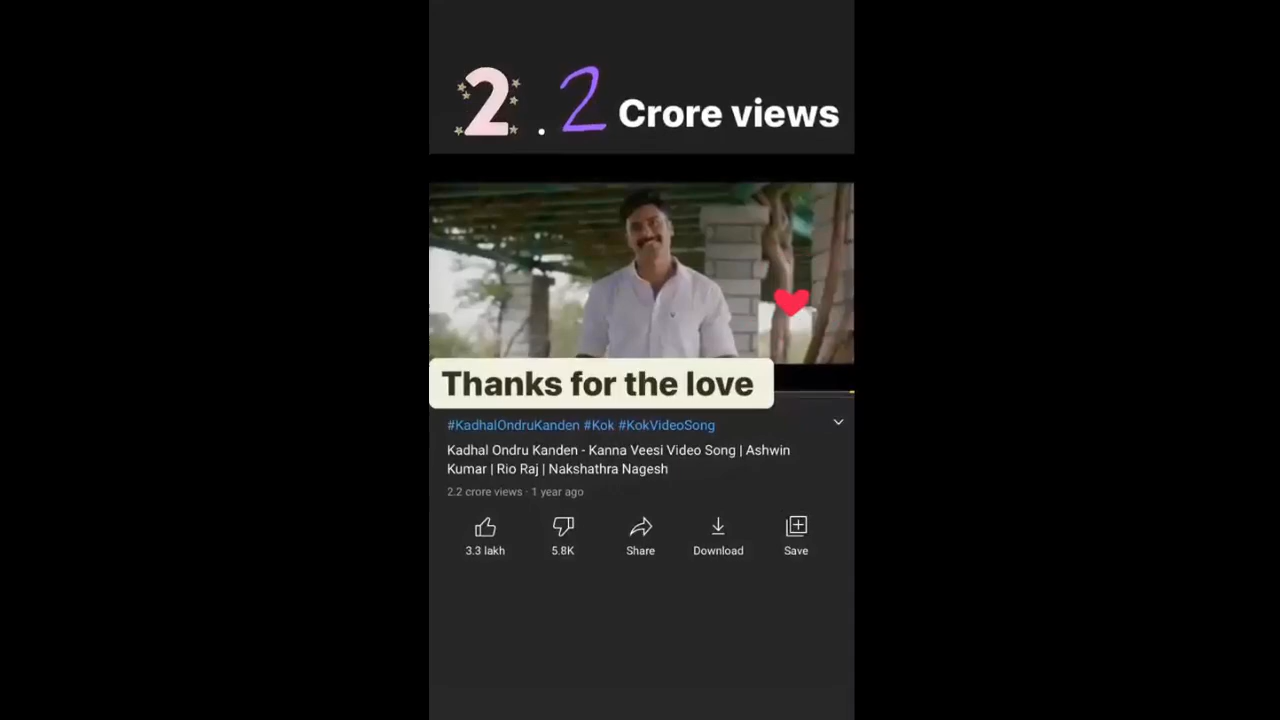 2.2 Crore views
Thanks for the love
#KadhalOndruKanden #Kok #KokVideoSong
Kadhal Ondru Kanden - Kanna Veesi Video Song | Ashwin
Kumar | Rio Raj | Nakshathra Nagesh
2.2 crore views · 1 year ago
3.3 lakh 5.8K Share Download Save